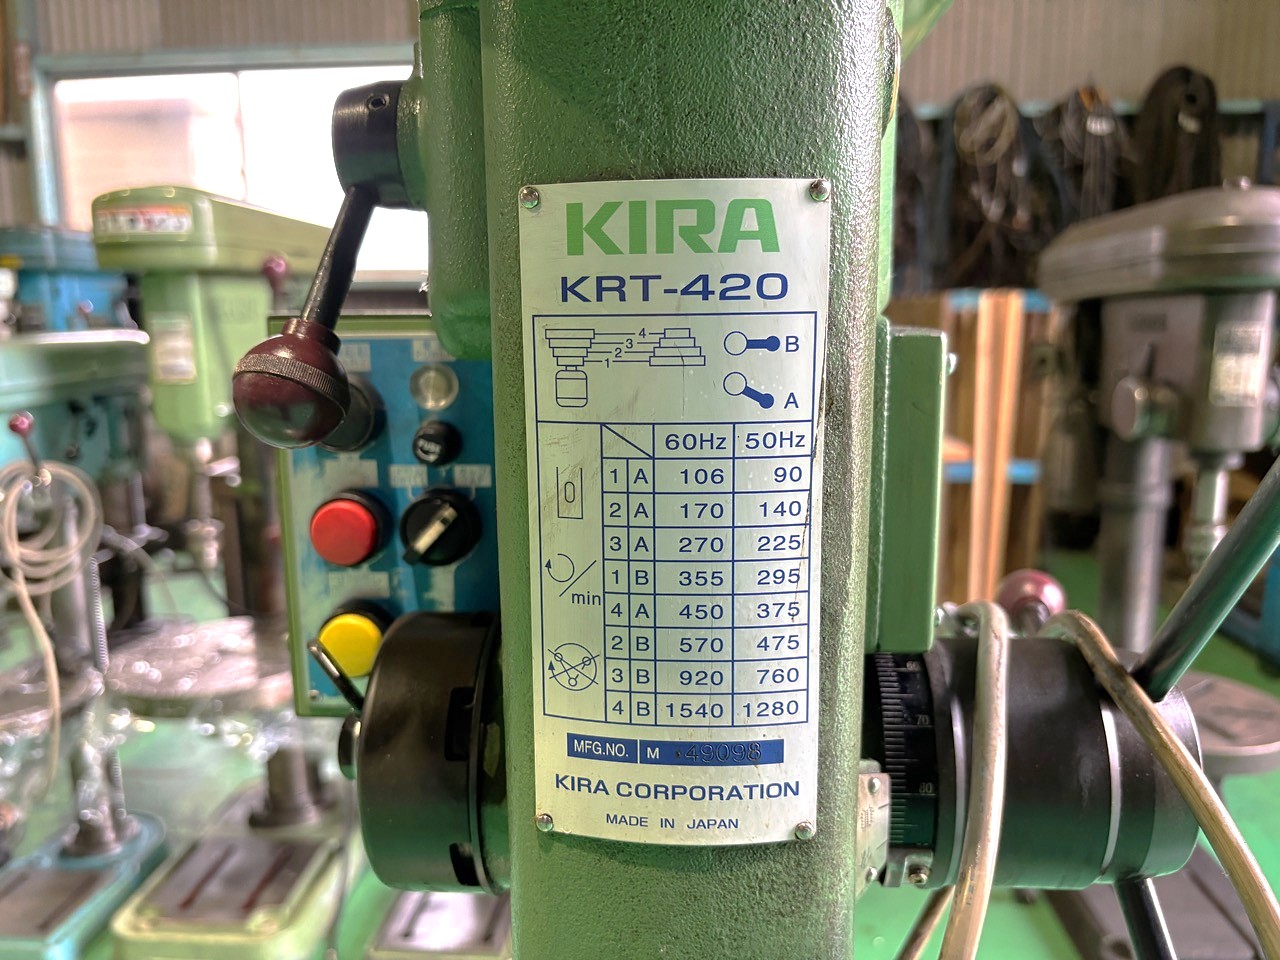 KIRA
KRT-420
4
3
2
1
B
A
60Hz 50Hz
1 A 106 90
2 A 170 140
3 A 270 225
1 B 355 295
4 A 450 375
2 B 570 475
3 B 920 760
4 B 1540 1280
/min
MFG.NO. M 49098
KIRA CORPORATION
MADE IN JAPAN
70
80